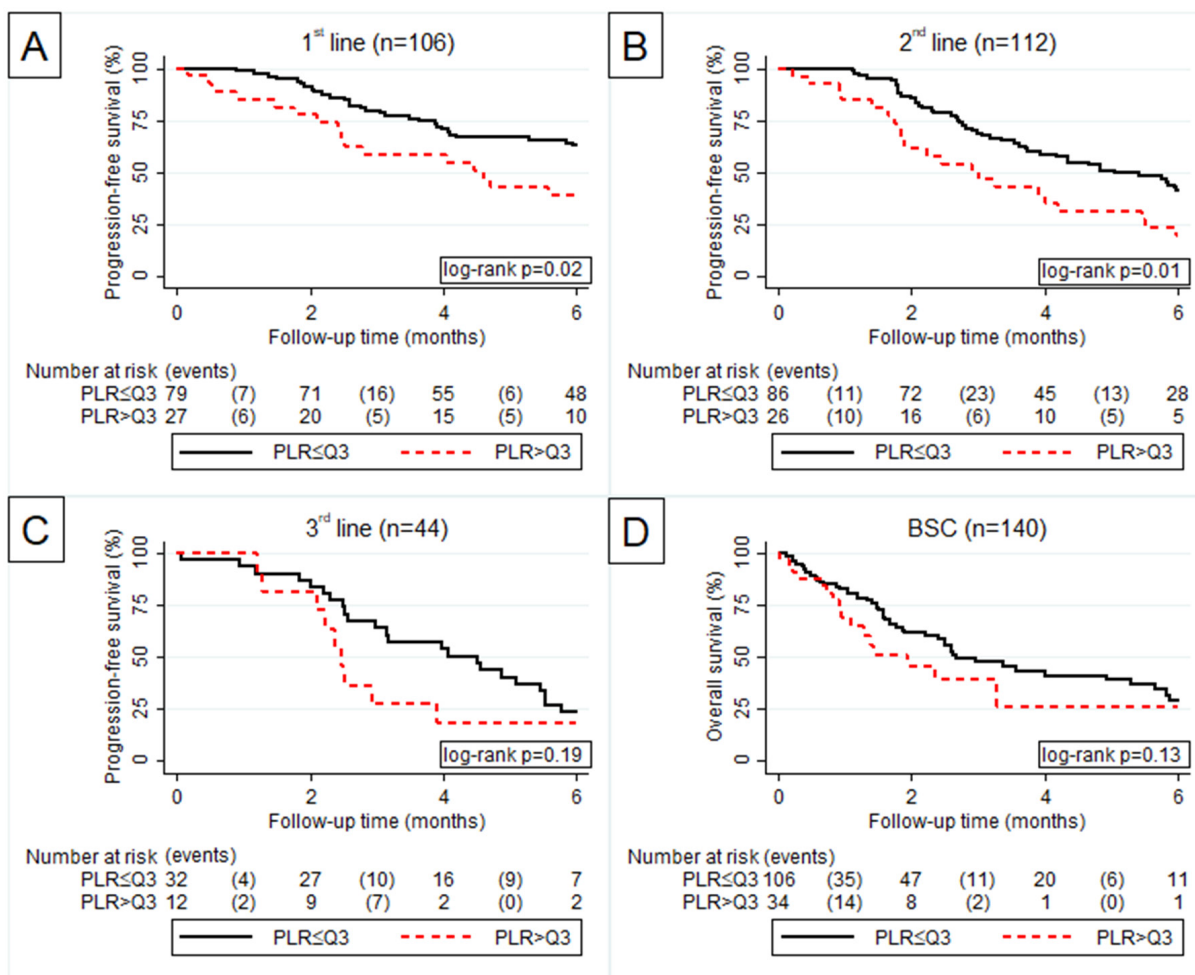 A
1st line (n=106)
Progression-free survival (%)
100
75
50
25
0
log-rank p=0.02
0 2 4 6
Follow-up time (months)
Number at risk (events)
PLR≤Q3 79 (7) 71 (16) 55 (6) 48
PLR>Q3 27 (6) 20 (5) 15 (5) 10
PLR≤Q3 PLR>Q3
B
2nd line (n=112)
Progression-free survival (%)
100
75
50
25
0
log-rank p=0.01
0 2 4 6
Follow-up time (months)
Number at risk (events)
PLR≤Q3 86 (11) 72 (23) 45 (13) 28
PLR>Q3 26 (10) 16 (6) 10 (5) 5
PLR≤Q3 PLR>Q3
C
3rd line (n=44)
Progression-free survival (%)
100
75
50
25
0
log-rank p=0.19
0 2 4 6
Follow-up time (months)
Number at risk (events)
PLR≤Q3 32 (4) 27 (10) 16 (9) 7
PLR>Q3 12 (2) 9 (7) 2 (0) 2
PLR≤Q3 PLR>Q3
D
BSC (n=140)
Overall survival (%)
100
75
50
25
0
log-rank p=0.13
0 2 4 6
Follow-up time (months)
Number at risk (events)
PLR≤Q3 106 (35) 47 (11) 20 (6) 11
PLR>Q3 34 (14) 8 (2) 1 (0) 1
PLR≤Q3 PLR>Q3